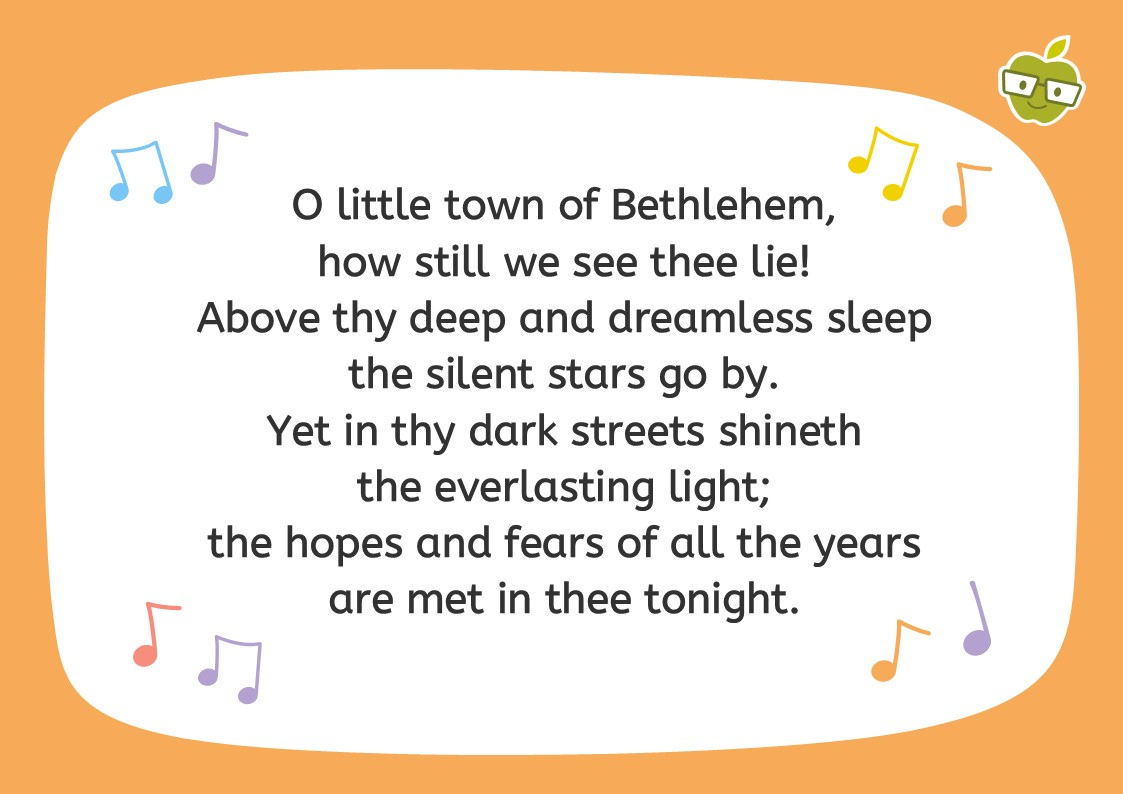 O little town of Bethlehem,
how still we see thee lie!
Above thy deep and dreamless sleep
the silent stars go by.
Yet in thy dark streets shineth
the everlasting light;
the hopes and fears of all the years
are met in thee tonight.